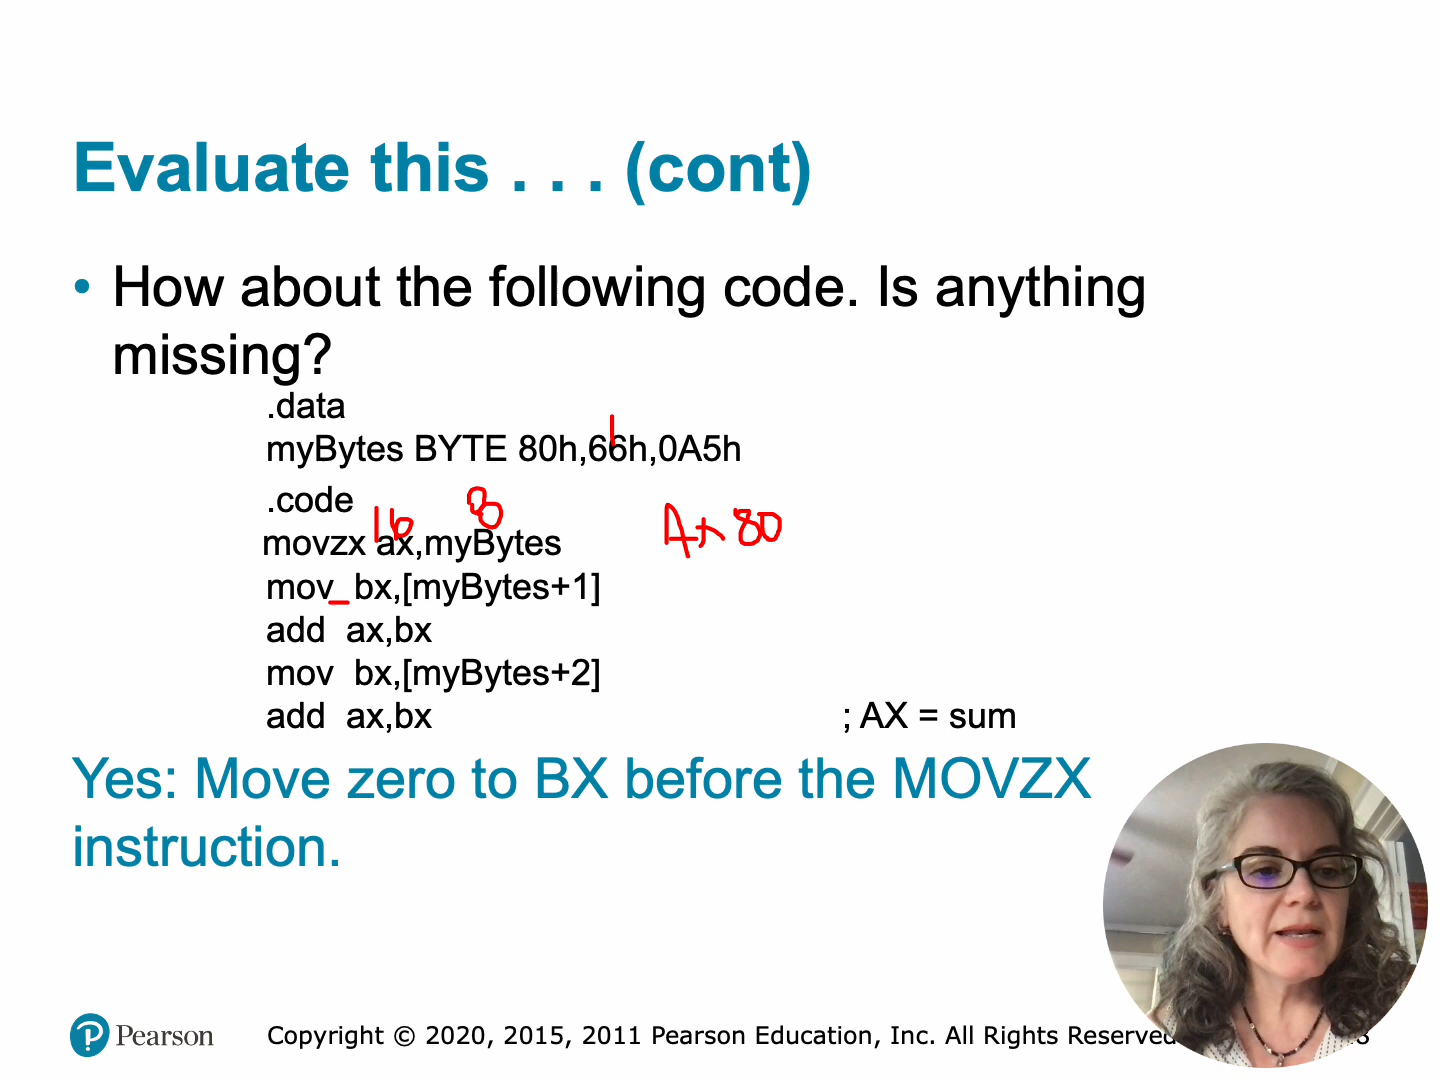 Evaluate this . . . (cont)
• How about the following code. Is anything
missing?
.data
myBytes BYTE 80h,66h,0A5h
.code
16 8
movzx ax,myBytes
Ax 80
mov bx,[myBytes+1]
add ax,bx
mov bx,[myBytes+2]
add ax,bx ; AX = sum
Yes: Move zero to BX before the MOVZX
instruction.
Pearson
Copyright © 2020, 2015, 2011 Pearson Education, Inc. All Rights Reserved